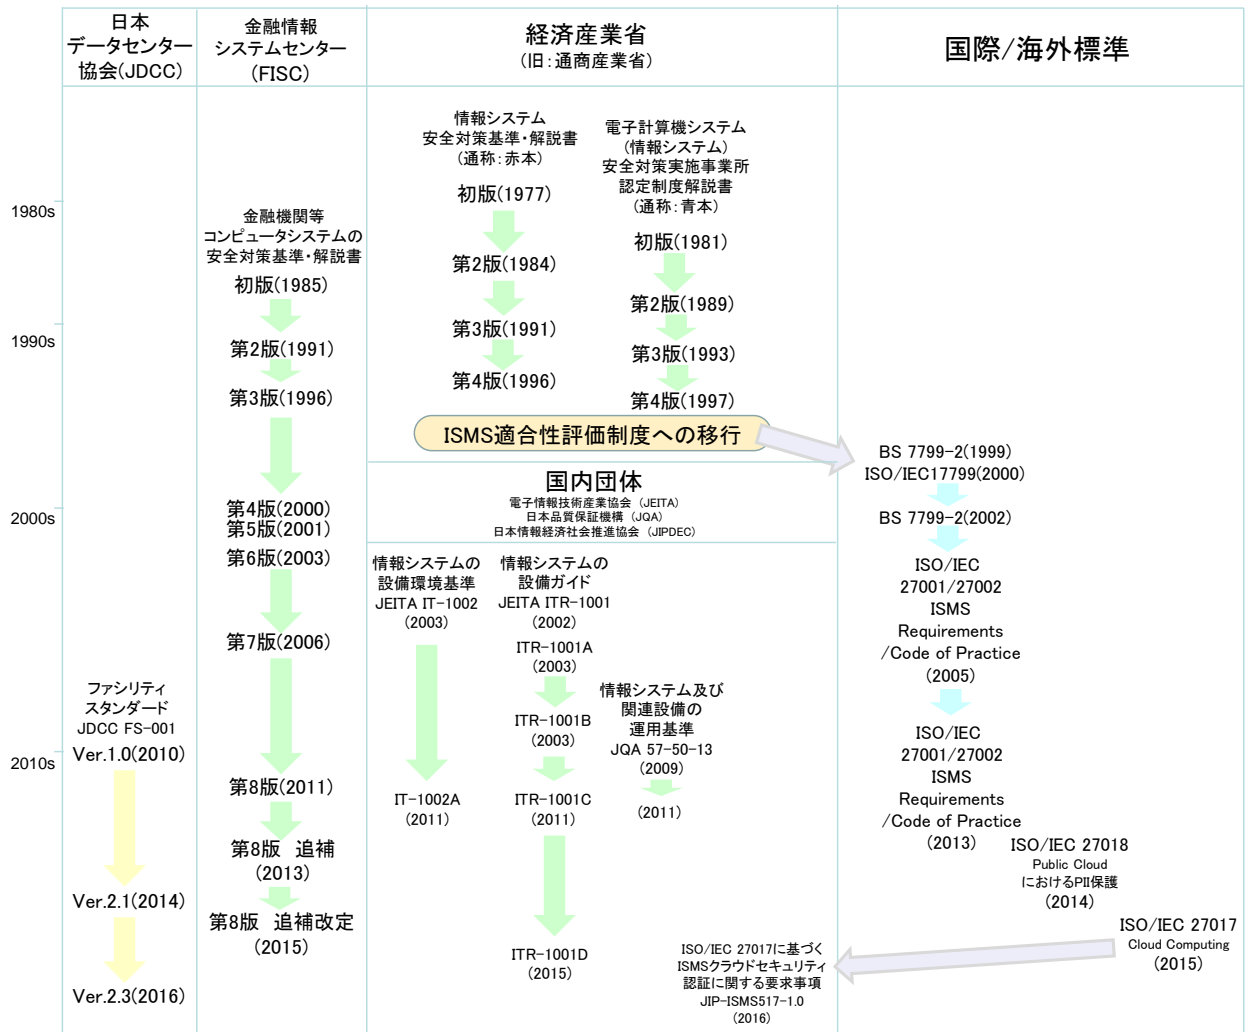 日本
データセンター
協会(JDCC)
金融情報
システムセンター
(FISC)
経済産業省
(旧：通商産業省)
国際/海外標準
1980s
1990s
2000s
2010s
ファシリティ
スタンダード
JDCC FS-001
Ver.1.0(2010)
Ver.2.1(2014)
Ver.2.3(2016)
金融機関等
コンピュータシステムの
安全対策基準・解説書
初版(1985)
第2版(1991)
第3版(1996)
第4版(2000)
第5版(2001)
第6版(2003)
第7版(2006)
第8版(2011)
第8版 追補
(2013)
第8版 追補改定
(2015)
情報システム
安全対策基準・解説書
(通称：赤本)
初版(1977)
第2版(1984)
第3版(1991)
第4版(1996)
電子計算機システム
(情報システム)
安全対策実施事業所
認定制度解説書
(通称：青本)
初版(1981)
第2版(1989)
第3版(1993)
第4版(1997)
ISMS適合性評価制度への移行
国内団体
電子情報技術産業協会（JEITA）
日本品質保証機構（JQA）
日本情報経済社会推進協会（JIPDEC）
情報システムの
設備環境基準
JEITA IT-1002
(2003)
IT-1002A
(2011)
情報システムの
設備ガイド
JEITA ITR-1001
(2002)
ITR-1001A
(2003)
ITR-1001B
(2003)
ITR-1001C
(2011)
ITR-1001D
(2015)
情報システム及び
関連設備の
運用基準
JQA 57-50-13
(2009)
(2011)
ISO/IEC 27017に基づく
ISMSクラウドセキュリティ
認証に関する要求事項
JIP-ISMS517-1.0
(2016)
BS 7799-2(1999)
ISO/IEC17799(2000)
BS 7799-2(2002)
ISO/IEC
27001/27002
ISMS
Requirements
/Code of Practice
(2005)
ISO/IEC
27001/27002
ISMS
Requirements
/Code of Practice
(2013)
ISO/IEC 27018
Public Cloud
におけるPII保護
(2014)
ISO/IEC 27017
Cloud Computing
(2015)